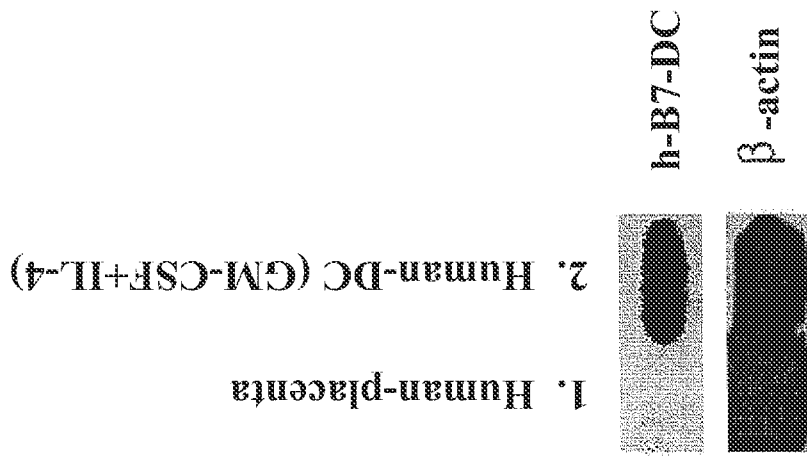 1. Human-placenta
2. Human-DC (GM-CSF+IL-4)
h-B7-DC
β-actin